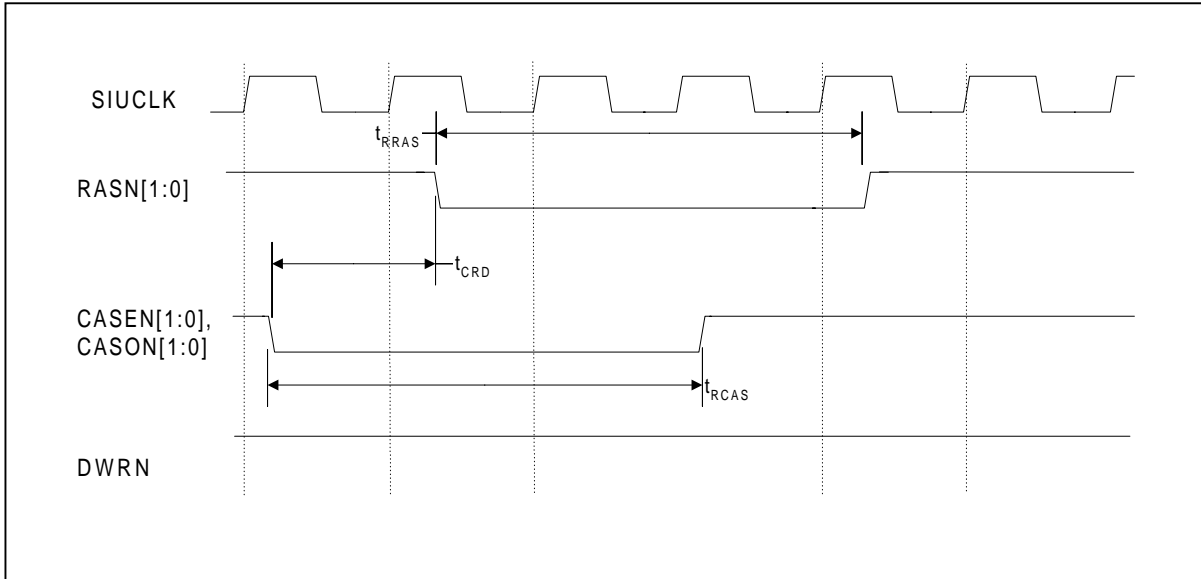 SIUCLK
tRRAS
RASN[1:0]
tCRD
CASEN[1:0],
CASON[1:0]
tRCAS
DWRN